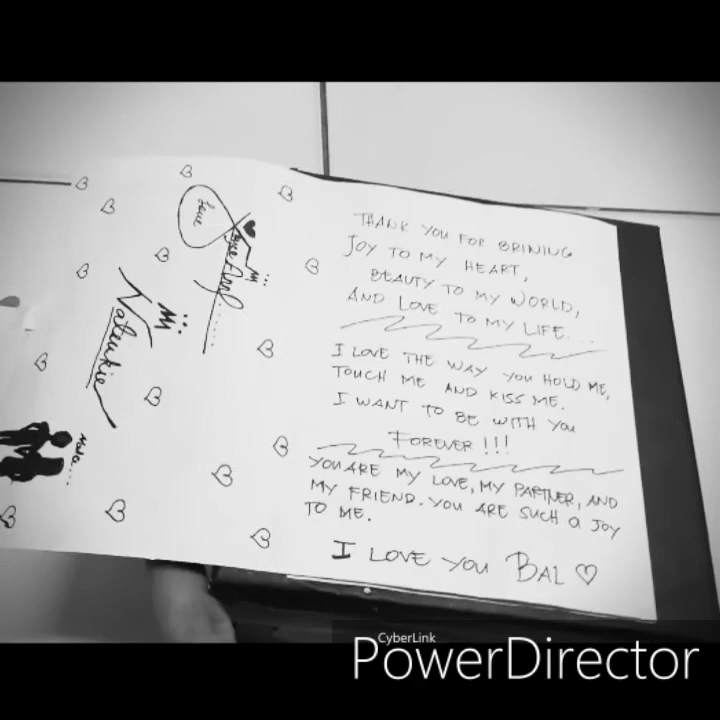 Love
Natunkie
THANK YOU FOR BRINING
JOY TO MY HEART,
BEAUTY TO MY WORLD,
AND LOVE TO MY LIFE...
I LOVE THE WAY YOU HOLD ME,
TOUCH ME AND KISS ME.
I WANT TO BE WITH YOU
FOREVER!!!
YOU ARE MY LOVE, MY PARTNER, AND
MY FRIEND. YOU ARE SUCH A JOY
TO ME.
I LOVE YOU BAL ♡
CyberLink
PowerDirector